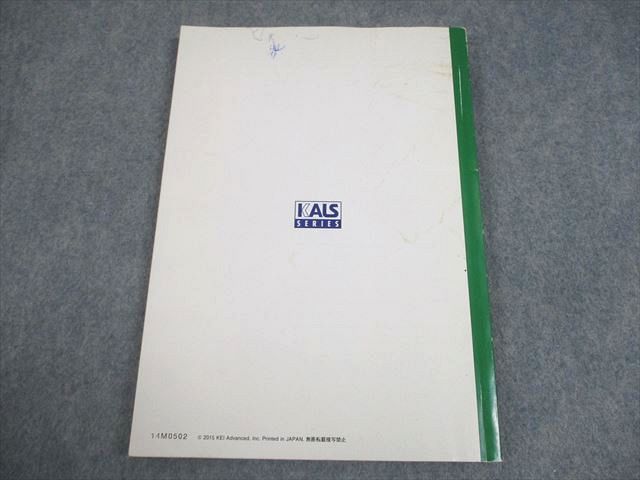 KALS
SERIES
14M0502 © 2015 KEI Advanced, Inc. Printed in JAPAN. 無断転載複写禁止